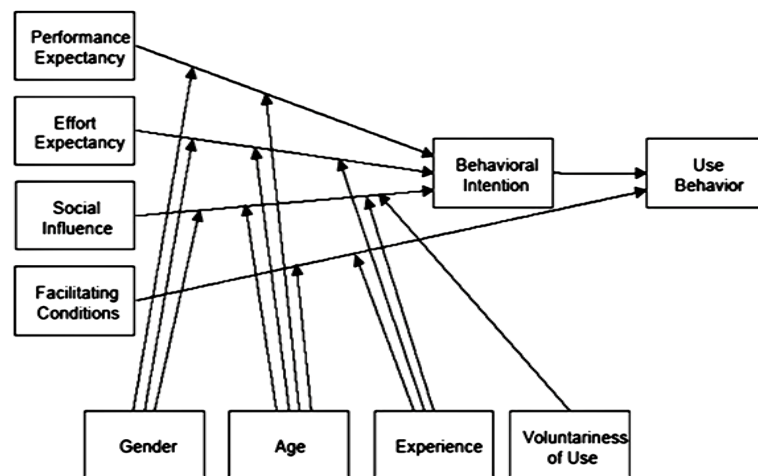 Performance
Expectancy
Effort
Expectancy
Social
Influence
Facilitating
Conditions
Behavioral
Intention
Use
Behavior
Gender
Age
Experience
Voluntariness
of Use